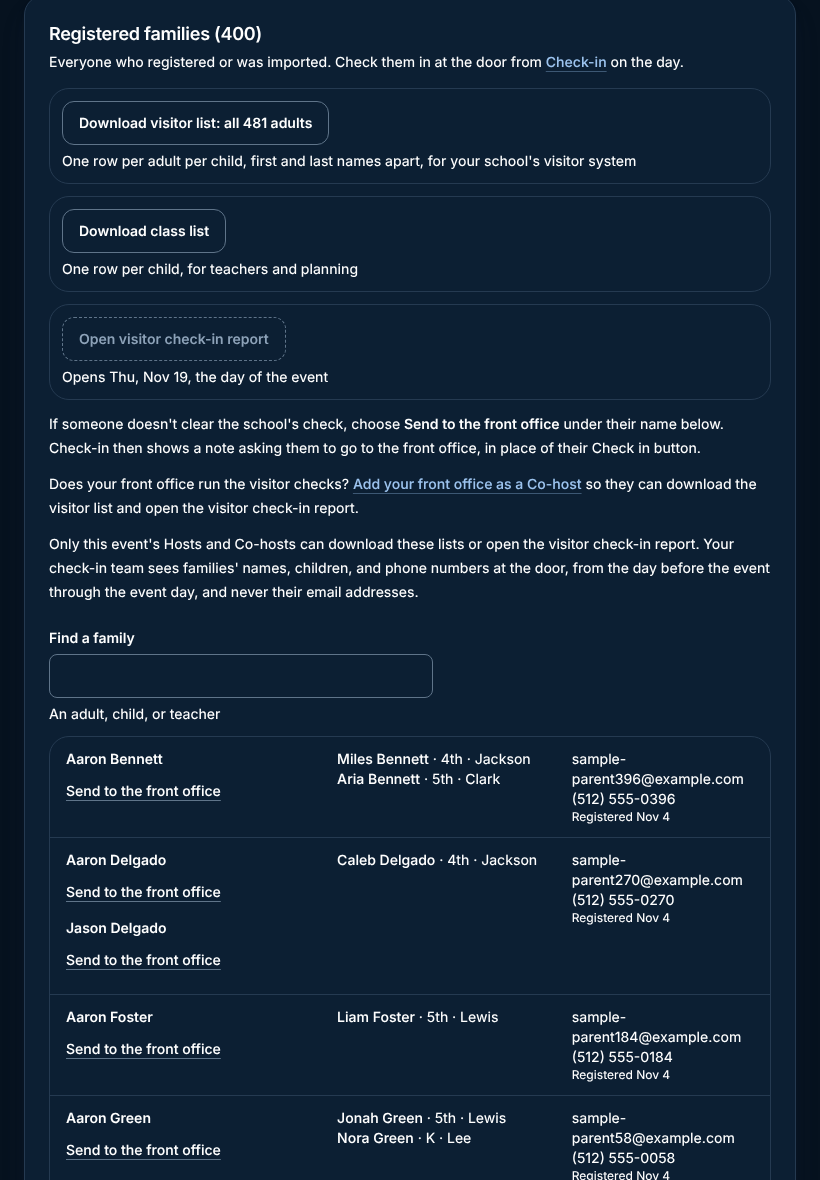 Registered families (400)
Everyone who registered or was imported. Check them in at the door from Check-in on the day.
Download visitor list: all 481 adults
One row per adult per child, first and last names apart, for your school's visitor system
Download class list
One row per child, for teachers and planning
Open visitor check-in report
Opens Thu, Nov 19, the day of the event
If someone doesn't clear the school's check, choose Send to the front office under their name below.
Check-in then shows a note asking them to go to the front office, in place of their Check in button.
Does your front office run the visitor checks? Add your front office as a Co-host so they can download the
visitor list and open the visitor check-in report.
Only this event's Hosts and Co-hosts can download these lists or open the visitor check-in report. Your
check-in team sees families' names, children, and phone numbers at the door, from the day before the event
through the event day, and never their email addresses.
Find a family
An adult, child, or teacher
Aaron Bennett
Send to the front office
Miles Bennett · 4th · Jackson
Aria Bennett · 5th · Clark
sample-
parent396@example.com
(512) 555-0396
Registered Nov 4
Aaron Delgado
Send to the front office
Jason Delgado
Send to the front office
Caleb Delgado · 4th · Jackson
sample-
parent270@example.com
(512) 555-0270
Registered Nov 4
Aaron Foster
Send to the front office
Liam Foster · 5th · Lewis
sample-
parent184@example.com
(512) 555-0184
Registered Nov 4
Aaron Green
Send to the front office
Jonah Green · 5th · Lewis
Nora Green · K · Lee
sample-
parent58@example.com
(512) 555-0058
Registered Nov 4